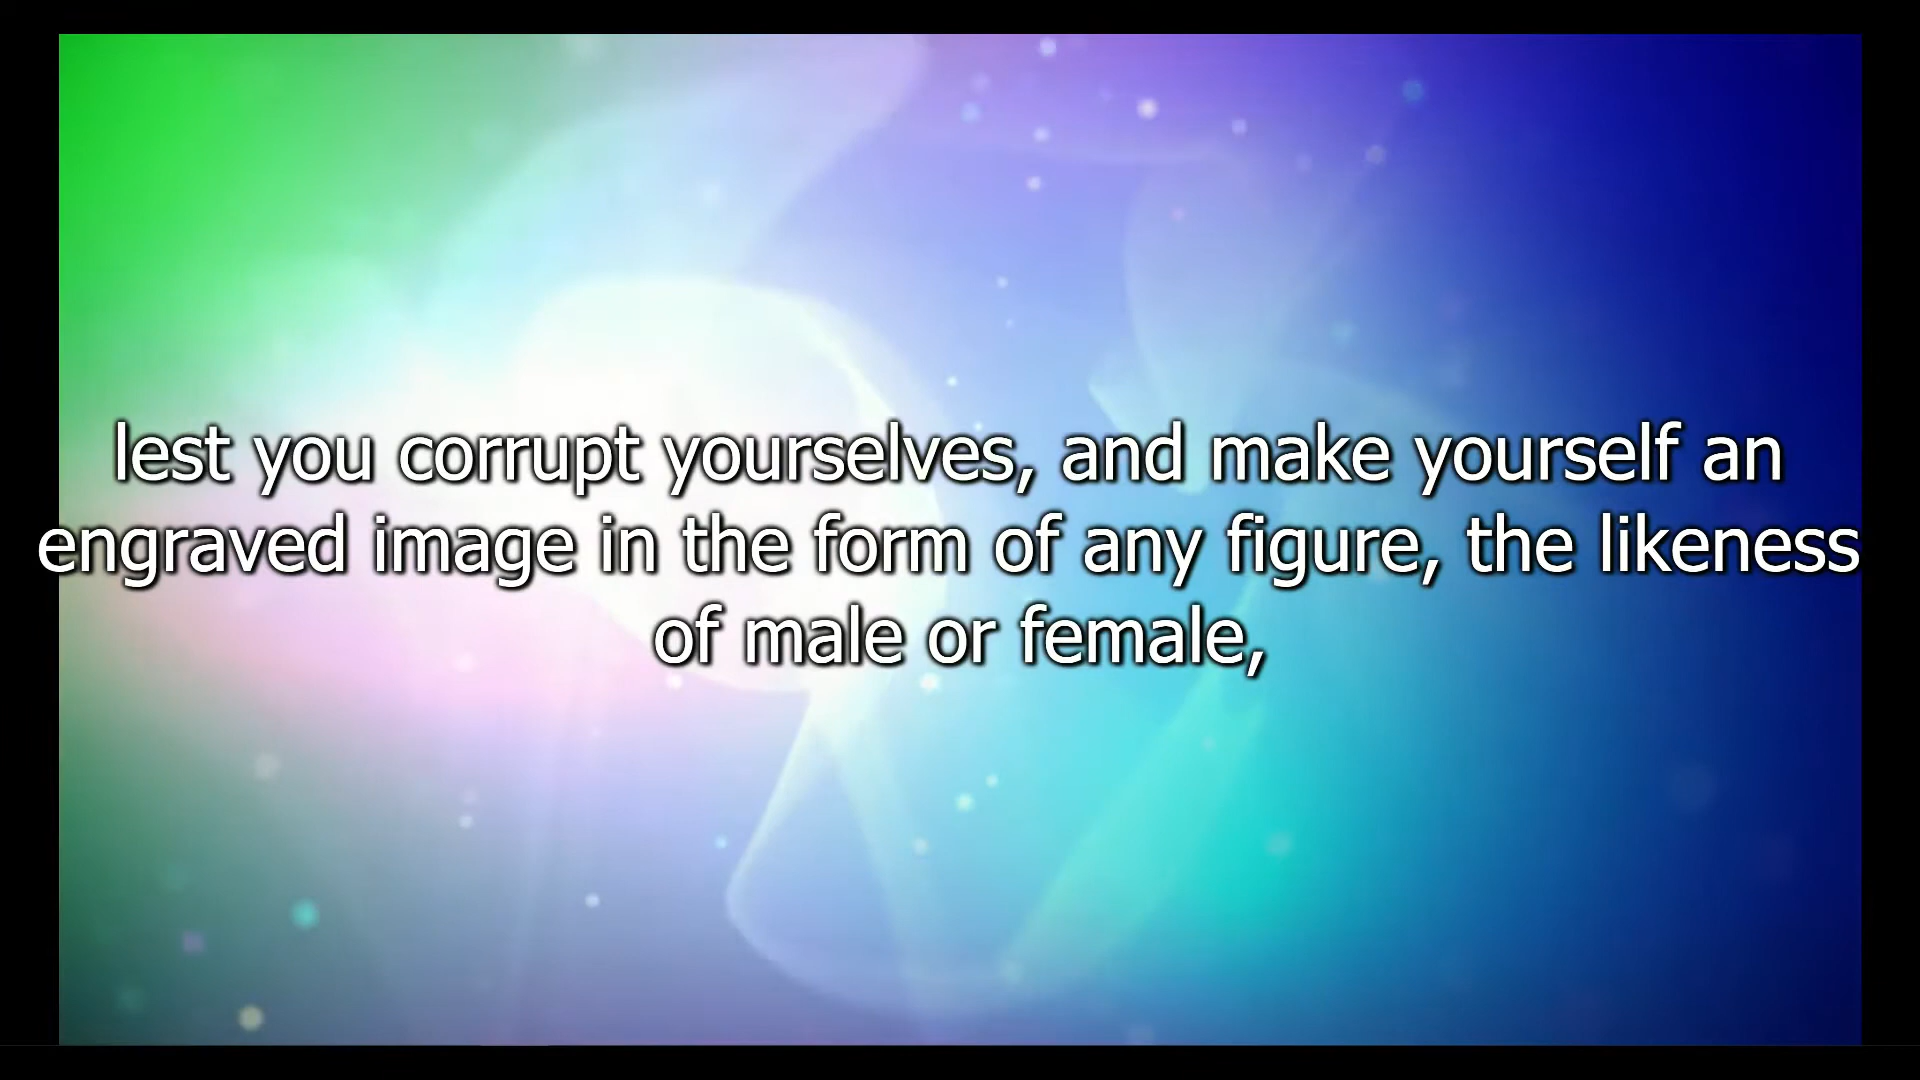 lest you corrupt yourselves, and make yourself an
engraved image in the form of any figure, the likeness
of male or female,